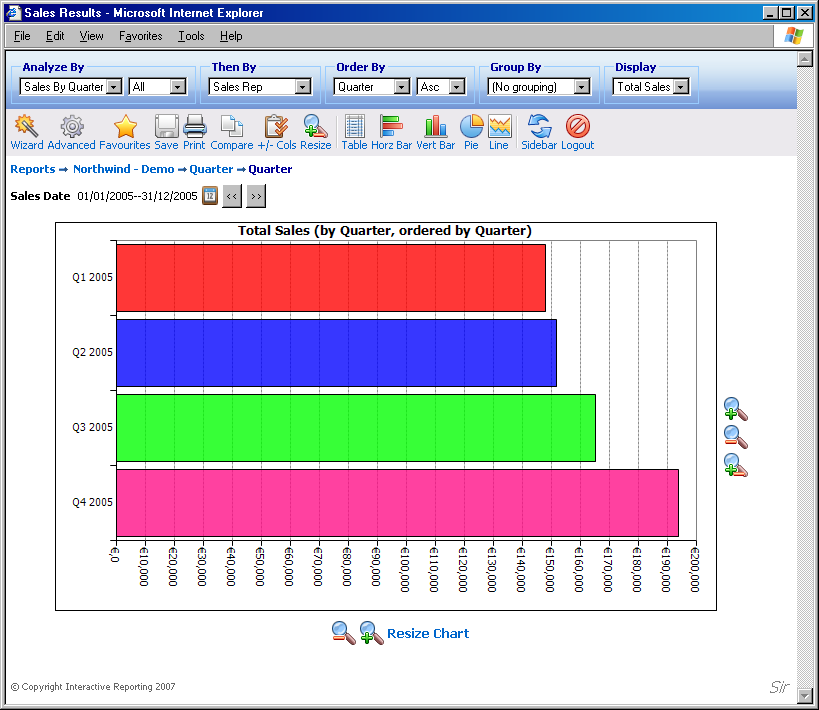 Sales Results - Microsoft Internet Explorer
File Edit View Favorites Tools Help
Analyze By Then By Order By Group By Display
Sales By Quarter All Sales Rep Quarter Asc (No grouping) Total Sales
Wizard Advanced Favourites Save Print Compare +/- Cols Resize Table Horz Bar Vert Bar Pie Line Sidebar Logout
Reports → Northwind - Demo → Quarter → Quarter
Sales Date 01/01/2005--31/12/2005 12 << >>
Total Sales (by Quarter, ordered by Quarter)
Q1 2005
Q2 2005
Q3 2005
Q4 2005
€0 €10,000 €20,000 €30,000 €40,000 €50,000 €60,000 €70,000 €80,000 €90,000 €100,000 €110,000 €120,000 €130,000 €140,000 €150,000 €160,000 €170,000 €180,000 €190,000 €200,000
Resize Chart
© Copyright Interactive Reporting 2007 Sir